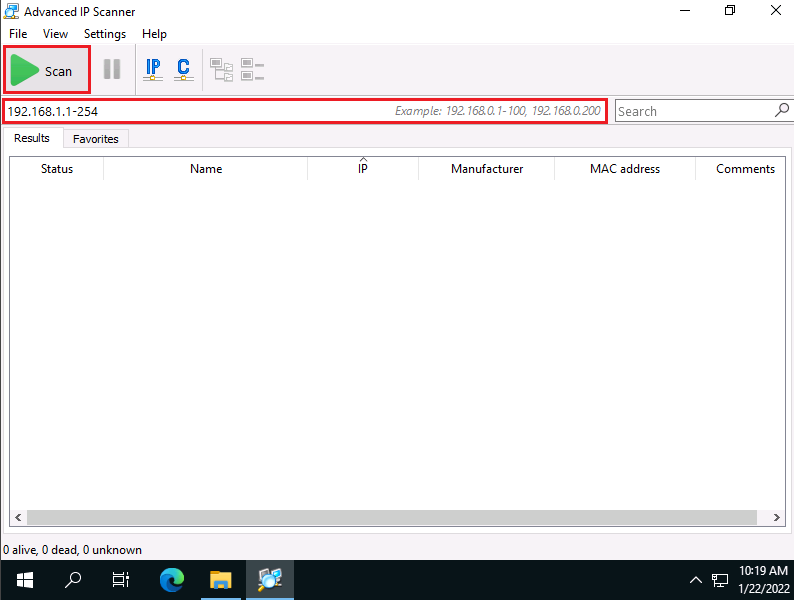 Advanced IP Scanner
File View Settings Help
Scan IP C
192.168.1.1-254 Example: 192.168.0.1-100, 192.168.0.200 Search
Results Favorites
Status Name IP Manufacturer MAC address Comments
0 alive, 0 dead, 0 unknown
10:19 AM
1/22/2022